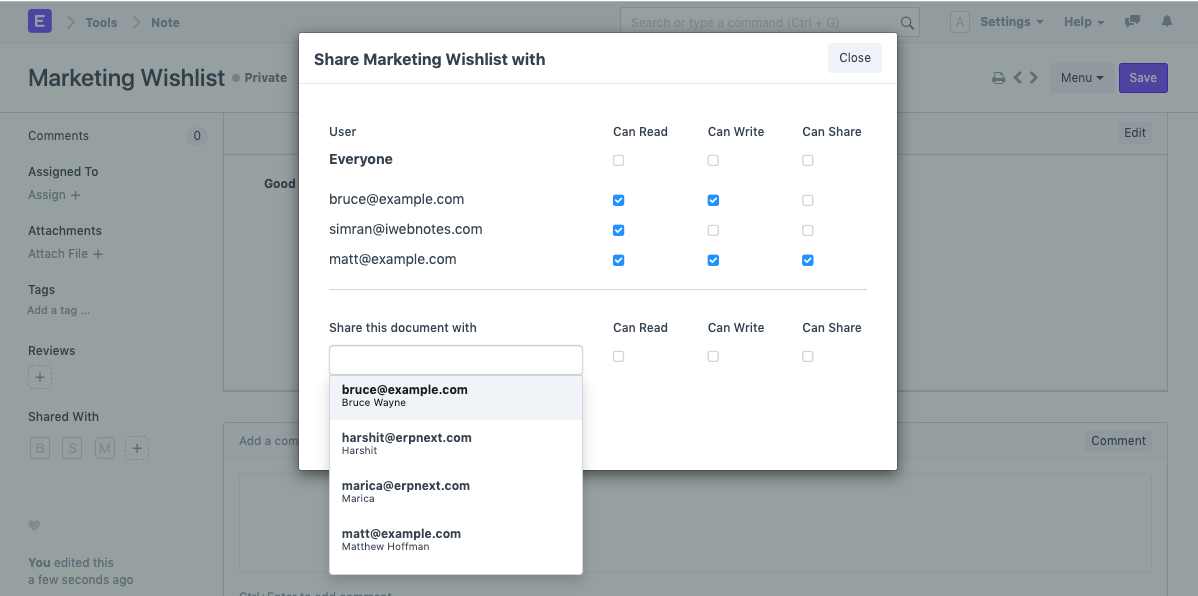 E Tools Note Search or type a command (Ctrl + G) A Settings Help
Share Marketing Wishlist with Close
Marketing Wishlist Private Menu Save
Comments 0
Edit
User Can Read Can Write Can Share
Everyone
Assigned To
Assign +
Good
bruce@example.com
simran@iwebnotes.com
matt@example.com
Attachments
Attach File +
Tags
Add a tag ...
Share this document with Can Read Can Write Can Share
Reviews
+
bruce@example.com
Bruce Wayne
Shared With
B S M +
harshit@erpnext.com
Harshit
Add a com
Comment
marica@erpnext.com
Marica
matt@example.com
Matthew Hoffman
You edited this
a few seconds ago
Ctrl+Enter to add comment